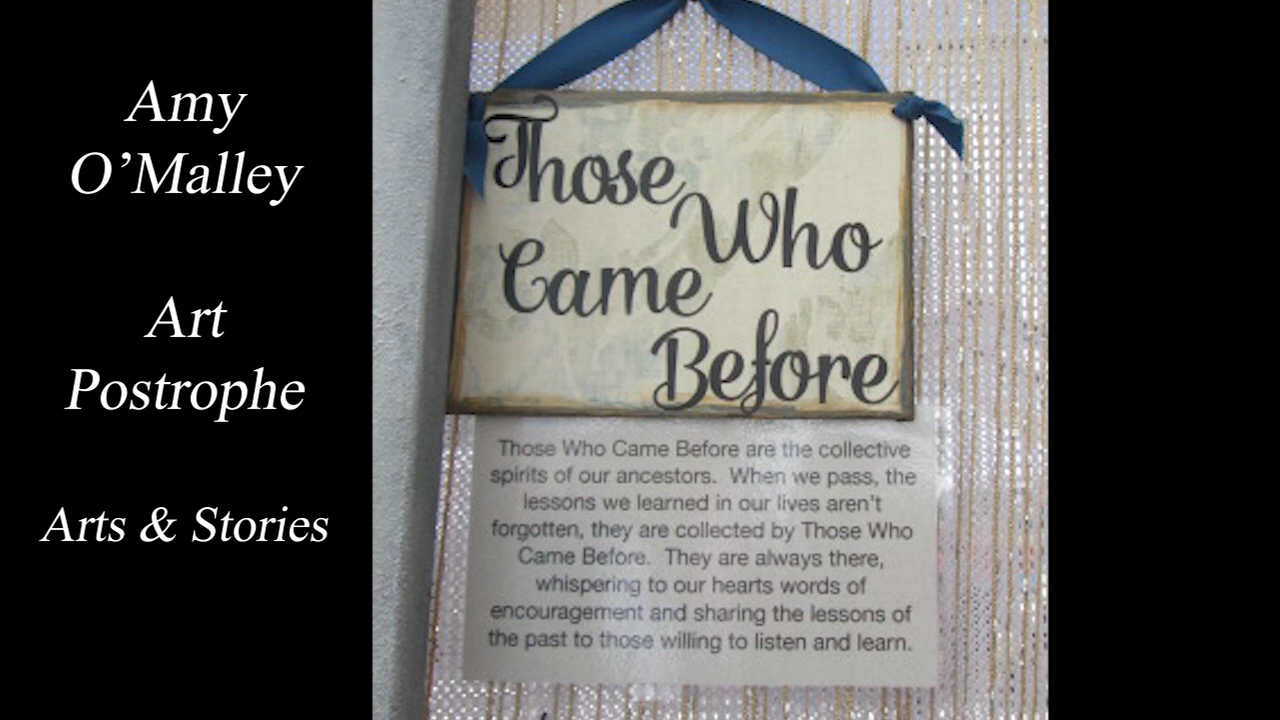 Amy
O’Malley
Art
Postrophe
Arts & Stories
Those
Who
Came
Before
Those Who Came Before are the collective
spirits of our ancestors.  When we pass, the
lessons we learned in our lives aren't
forgotten, they are collected by Those Who
Came Before.  They are always there,
whispering to our hearts words of
encouragement and sharing the lessons of
the past to those willing to listen and learn.